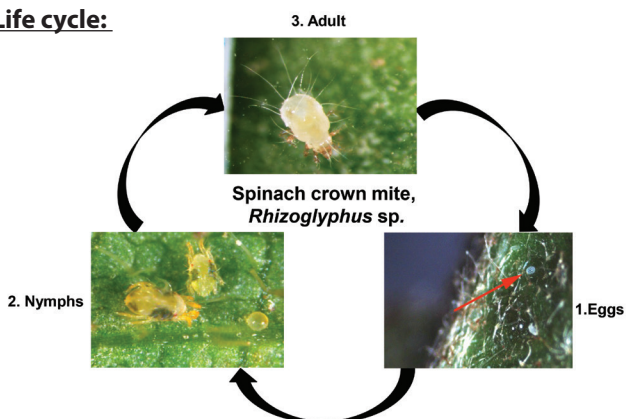 Life cycle:
3. Adult
Spinach crown mite,
Rhizoglyphus sp.
2. Nymphs
1.Eggs